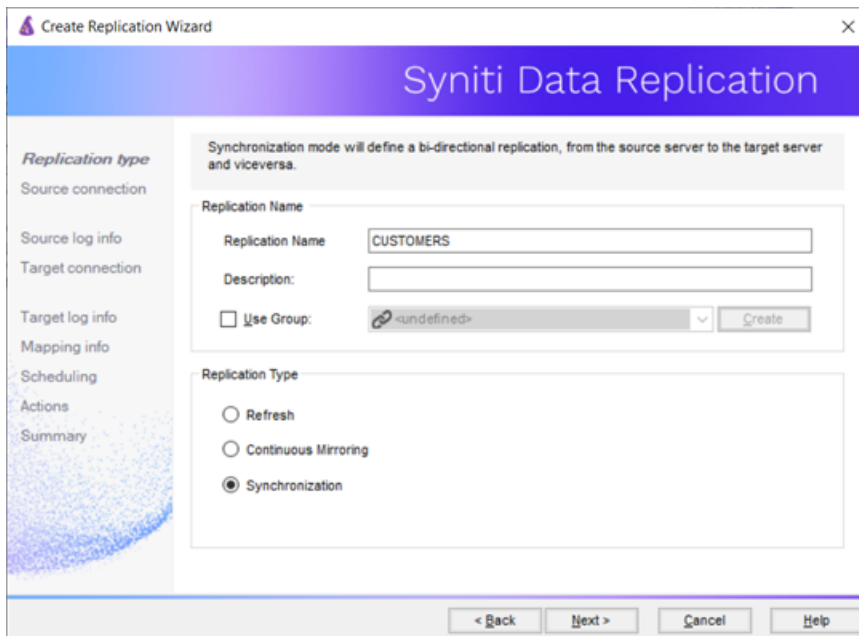 Create Replication Wizard
Syniti Data Replication
Replication type
Source connection
Source log info
Target connection
Target log info
Mapping info
Scheduling
Actions
Summary
Synchronization mode will define a bi-directional replication, from the source server to the target server
and viceversa.
Replication Name
Replication Name CUSTOMERS
Description:
Use Group: <undefined> Create
Replication Type
Refresh
Continuous Mirroring
Synchronization
< Back Next > Cancel Help